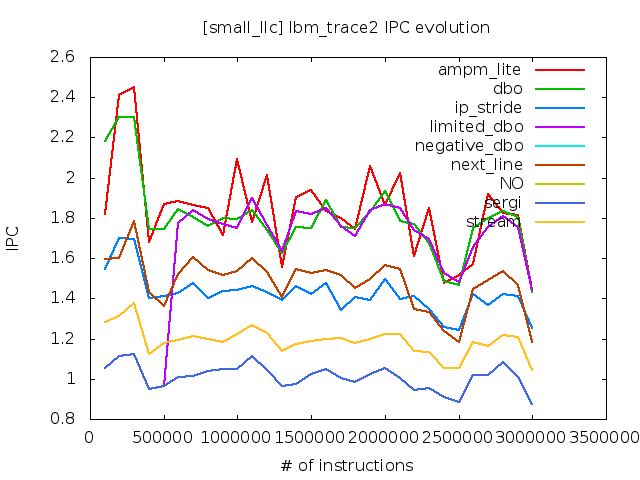 [small_llc] lbm_trace2 IPC evolution
2.6
2.4
2.2
2
1.8
1.6
1.4
1.2
1
0.8
IPC
ampm_lite
dbo
ip_stride
limited_dbo
negative_dbo
next_line
NO
sergi
stream
0 500000 1000000 1500000 2000000 2500000 3000000 3500000
# of instructions